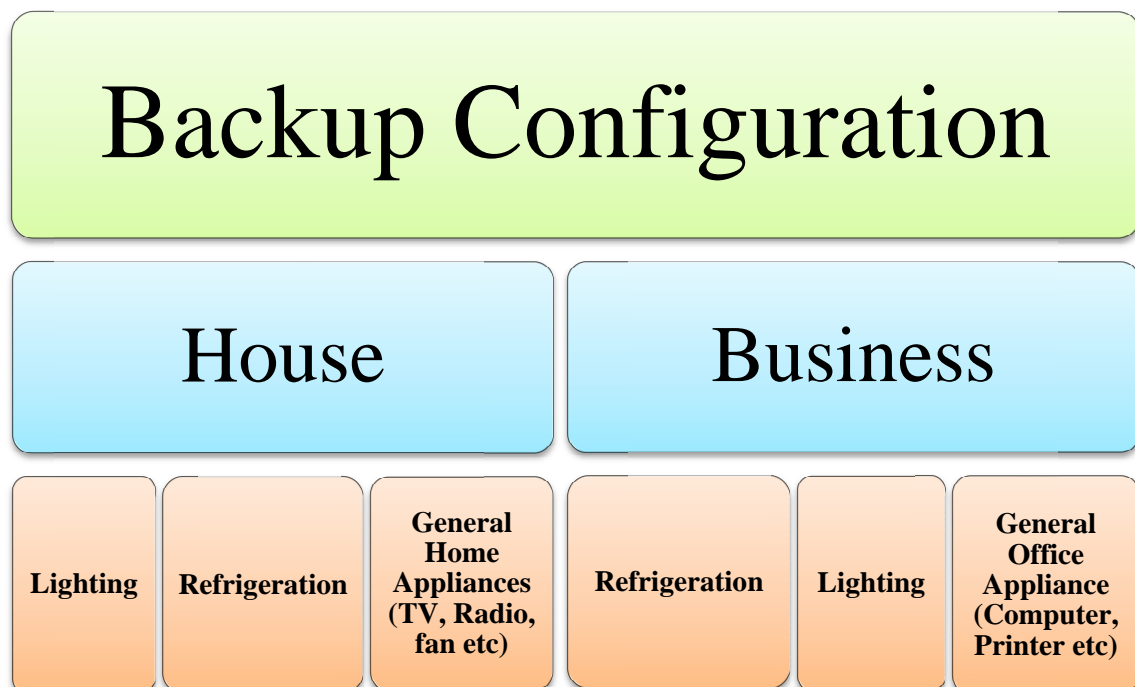 Backup Configuration
House
Business
Lighting
Refrigeration
General
Home
Appliances
(TV, Radio,
fan etc)
Refrigeration
Lighting
General
Office
Appliance
(Computer,
Printer etc)